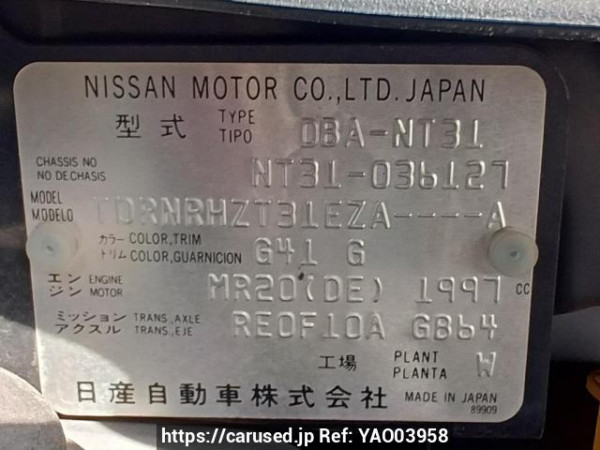 NISSAN MOTOR CO.,LTD. JAPAN
型式 TYPE TIPO DBA-NT31
CHASSIS NO NO DE CHASIS NT31-036127
MODEL MODELO TDRNRHZT31EZA----A
カラー COLOR,TRIM トリム COLOR,GUARNICION G41 G
エンジン ENGINE MOTOR MR20(DE) 1997 CC
ミッション TRANS.,AXLE アクスル TRANS.,EJE RE0F10A GB64
工場 PLANT PLANTA W
日産自動車株式会社 MADE IN JAPAN
89909
https://carused.jp Ref: YAO03958